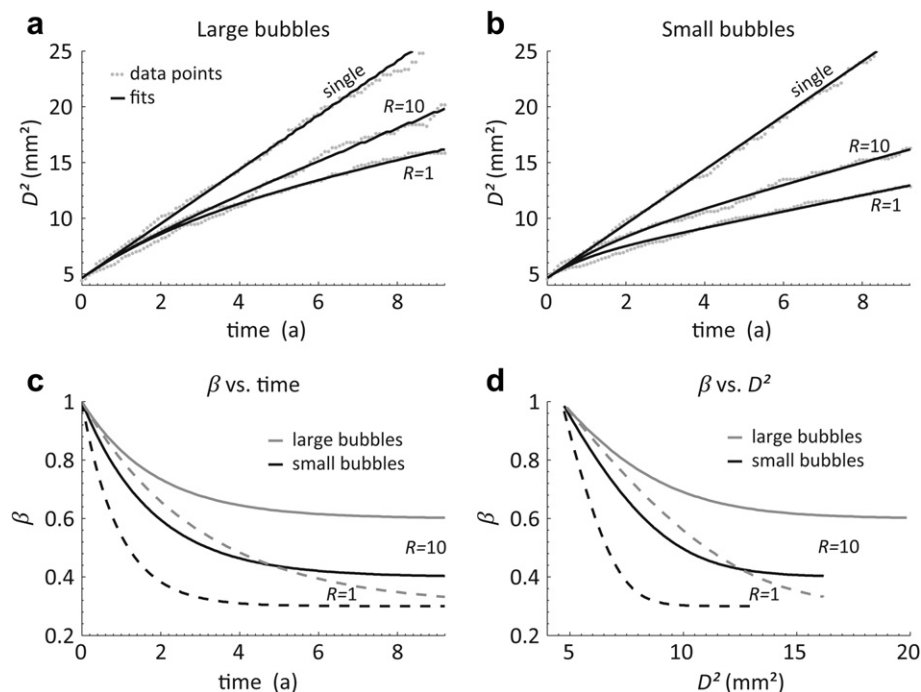 a
Large bubbles
25
20
15
10
5
0
2
4
6
8
D² (mm²)
time (a)
data points
fits
single
R=10
R=1
b
Small bubbles
25
20
15
10
5
0
2
4
6
8
D² (mm²)
time (a)
single
R=10
R=1
c
β vs. time
1
0.8
0.6
0.4
0.2
0
2
4
6
8
β
time (a)
large bubbles
small bubbles
R=10
R=1
d
β vs. D²
1
0.8
0.6
0.4
0.2
5
10
15
20
β
D² (mm²)
large bubbles
small bubbles
R=10
R=1